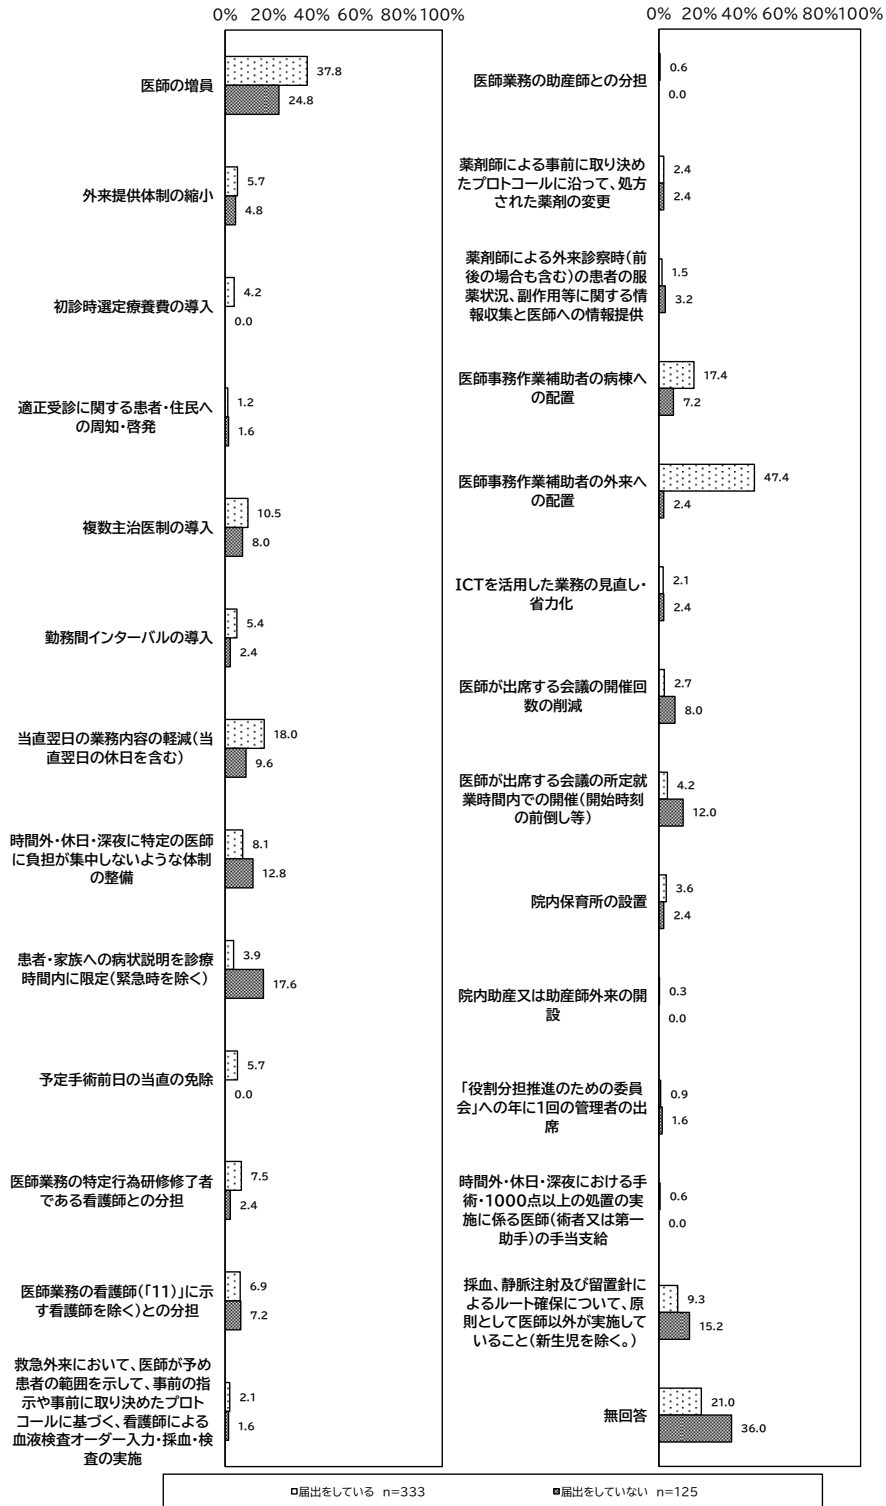 0% 20% 40% 60% 80%100%
医師の増員
37.8
24.8
外来提供体制の縮小
5.7
4.8
初診時選定療養費の導入
4.2
0.0
適正受診に関する患者・住民へ
の周知・啓発
1.2
1.6
複数主治医制の導入
10.5
8.0
勤務間インターバルの導入
5.4
2.4
当直翌日の業務内容の軽減(当
直翌日の休日を含む)
18.0
9.6
時間外・休日・深夜に特定の医師
に負担が集中しないような体制
の整備
8.1
12.8
患者・家族への病状説明を診療
時間内に限定(緊急時を除く)
3.9
17.6
予定手術前日の当直の免除
5.7
0.0
医師業務の特定行為研修修了者
である看護師との分担
7.5
2.4
医師業務の看護師(「11)」に示
す看護師を除く)との分担
6.9
7.2
救急外来において、医師が予め
患者の範囲を示して、事前の指
示や事前に取り決めたプロト
コールに基づく、看護師による
血液検査オーダー入力・採血・検
査の実施
2.1
1.6
0% 20% 40% 60% 80%100%
医師業務の助産師との分担
0.6
0.0
薬剤師による事前に取り決め
たプロトコールに沿って、処方
された薬剤の変更
2.4
2.4
薬剤師による外来診察時(前
後の場合も含む)の患者の服
薬状況、副作用等に関する情
報収集と医師への情報提供
1.5
3.2
医師事務作業補助者の病棟へ
の配置
17.4
7.2
医師事務作業補助者の外来へ
の配置
47.4
2.4
ICTを活用した業務の見直し・
省力化
2.1
2.4
医師が出席する会議の開催回
数の削減
2.7
8.0
医師が出席する会議の所定就
業時間内での開催(開始時刻
の前倒し等)
4.2
12.0
院内保育所の設置
3.6
2.4
院内助産又は助産師外来の開
設
0.3
0.0
「役割分担推進のための委員
会」への年に1回の管理者の出
席
0.9
1.6
時間外・休日・深夜における手
術・1000点以上の処置の実
施に係る医師(術者又は第一
助手)の手当支給
0.6
0.0
採血、静脈注射及び留置針に
よるルート確保について、原
則として医師以外が実施して
いること(新生児を除く。)
9.3
15.2
無回答
21.0
36.0
届出をしている n=333
届出をしていない n=125